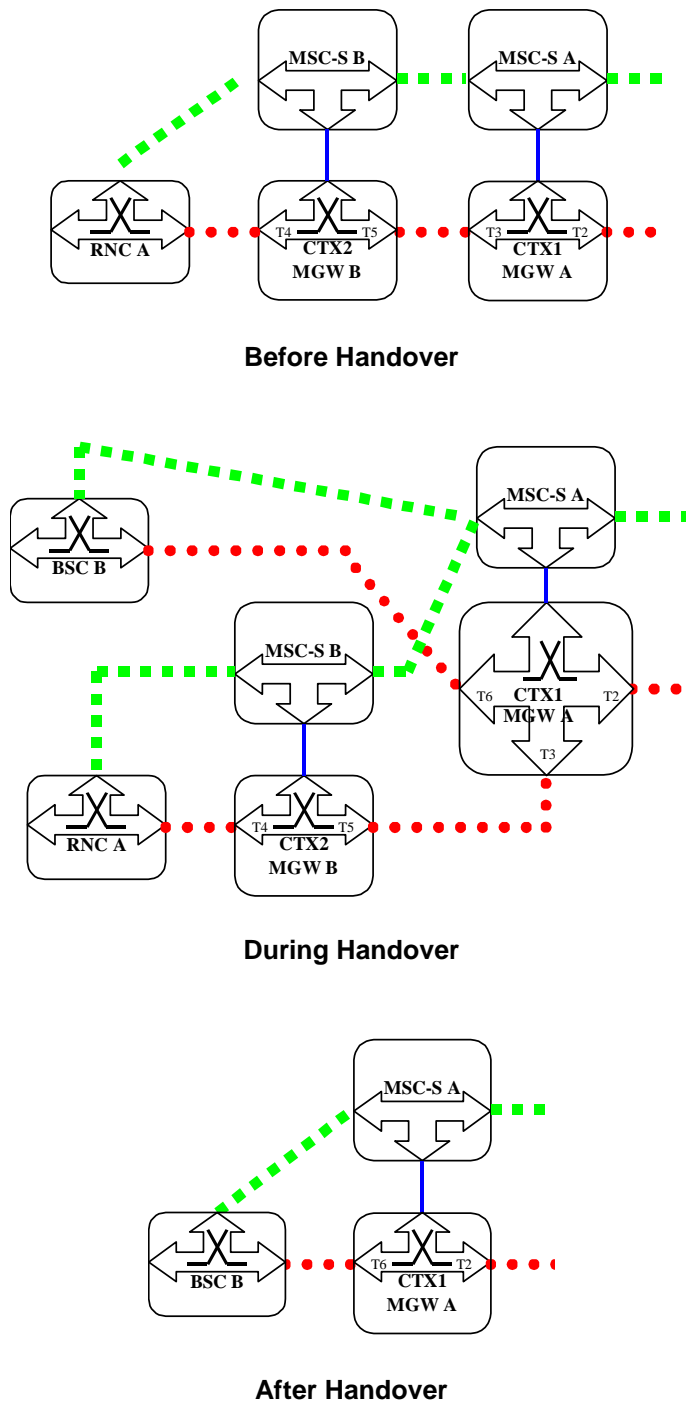 MSC-S B
MSC-S A
RNC A
T4
T5
CTX2
MGW B
T3
T2
CTX1
MGW A
Before Handover
MSC-S A
BSC B
MSC-S B
T6
CTX1
T2
MGW A
T3
RNC A
T4
T5
CTX2
MGW B
During Handover
MSC-S A
BSC B
T6
T2
CTX1
MGW A
After Handover